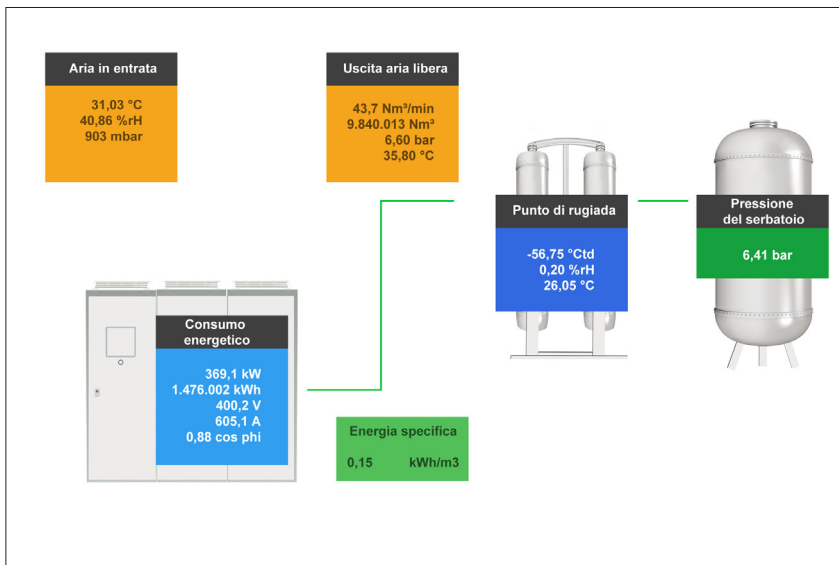 Aria in entrata
31,03 °C
40,86 %rH
903 mbar
Uscita aria libera
43,7 Nm³/min
9.840.013 Nm³
6,60 bar
35,80 °C
Punto di rugiada
-56,75 °Ctd
0,20 %rH
26,05 °C
Pressione
del serbatoio
6,41 bar
Consumo
energetico
369,1 kW
1.476.002 kWh
400,2 V
605,1 A
0,88 cos phi
Energia specifica
0,15 kWh/m3